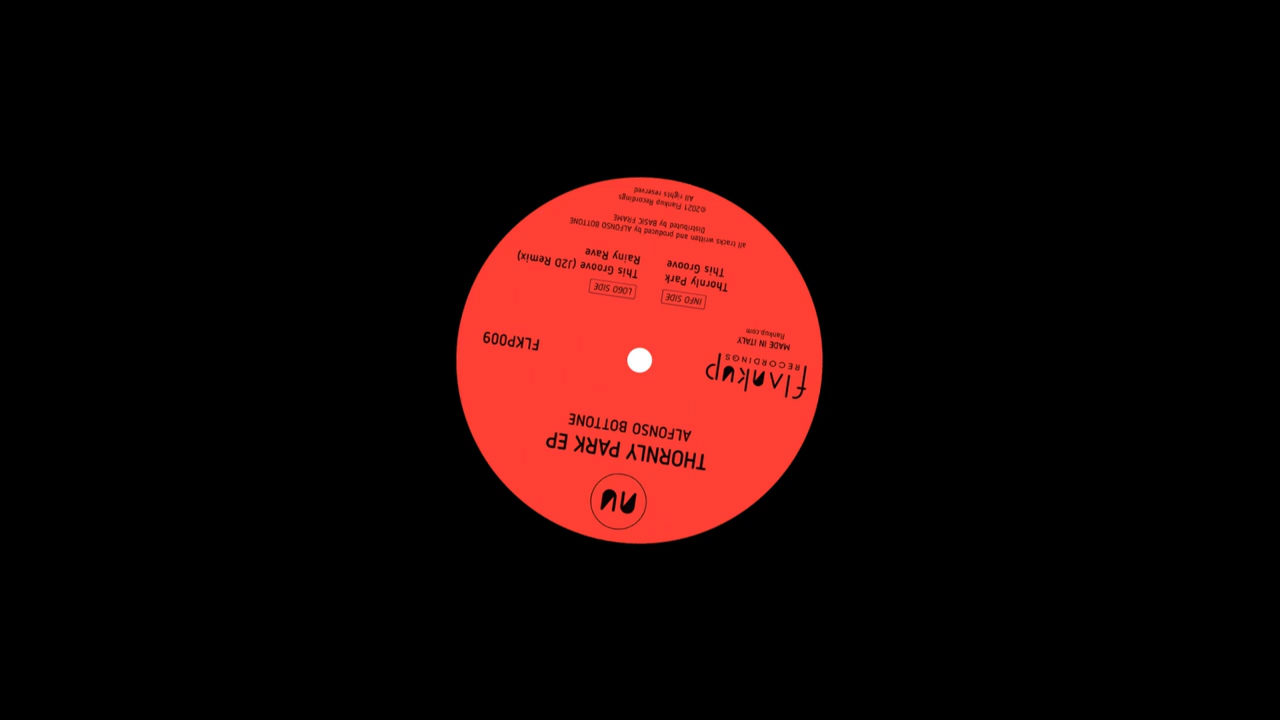 THORNLY PARK EP
ALFONSO BOTTONE
flankup
RECORDINGS
MADE IN ITALY
flankup.com
FLKP009
INFO SIDE
Thornly Park
This Groove
LOGO SIDE
This Groove (J2D Remix)
Rainy Rave
all tracks written and produced by ALFONSO BOTTONE
Distributed by BASIC FRAME
©2021 Flankup Recordings
All rights reserved